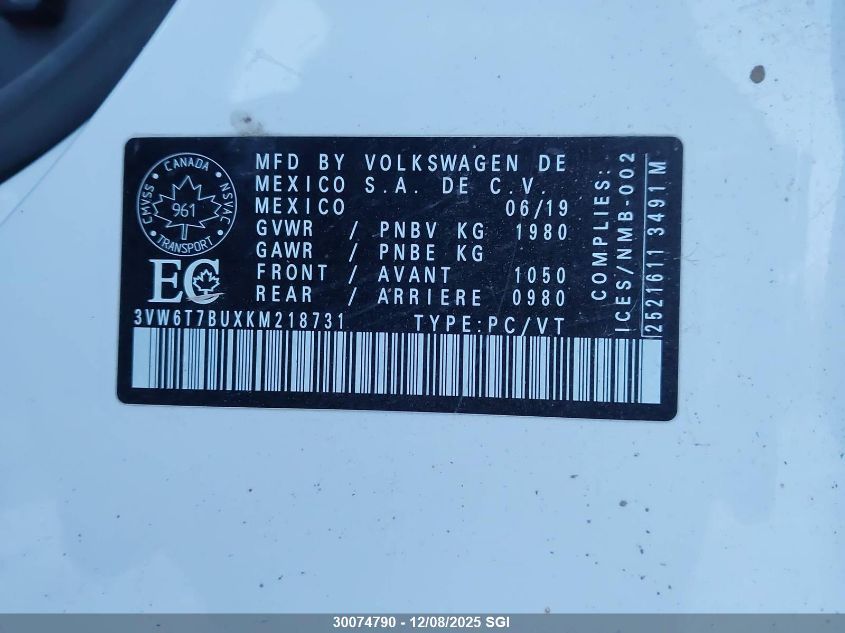 CANADA
CMVSS
NSVAC
961
TRANSPORT
EC
MFD BY VOLKSWAGEN DE
MEXICO S.A. DE C.V.
MEXICO 06/19
GVWR / PNBV KG 1980
GAWR / PNBE KG
FRONT / AVANT 1050
REAR / ARRIERE 0980
3VW6T7BUXKM218731 TYPE:PC/VT
COMPLIES:
ICES/NMB-002
2521611 3491 M
30074790 - 12/08/2025 SGI